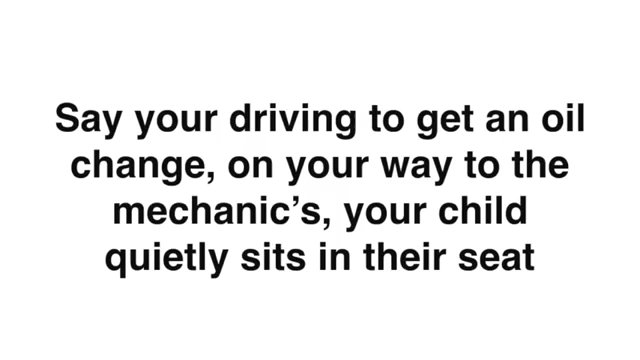 Say your driving to get an oil
change, on your way to the
mechanic’s, your child
quietly sits in their seat